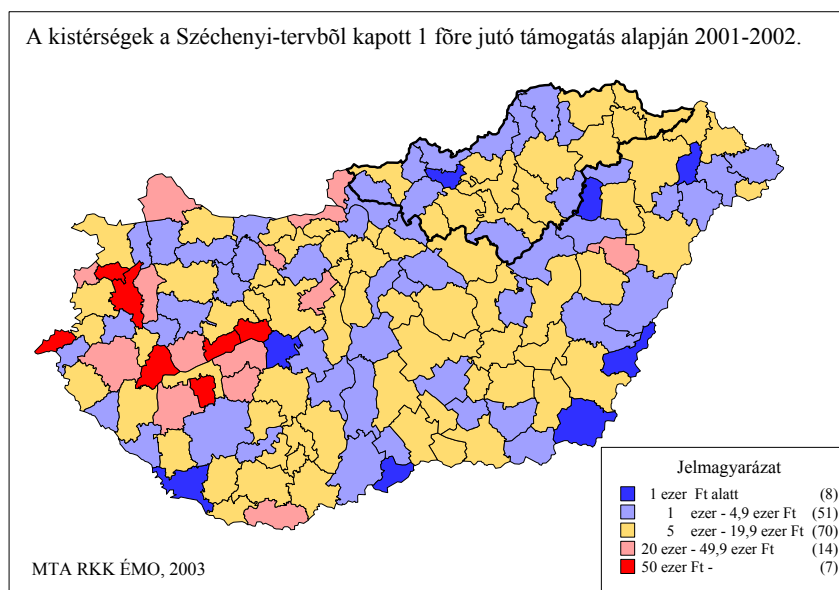 A kistérségek a Széchenyi-tervbõl kapott 1 fõre jutó támogatás alapján 2001-2002.
Jelmagyarázat
1 ezer Ft alatt (8)
1 ezer - 4,9 ezer Ft (51)
5 ezer - 19,9 ezer Ft (70)
20 ezer - 49,9 ezer Ft (14)
50 ezer Ft - (7)
MTA RKK ÉMO, 2003